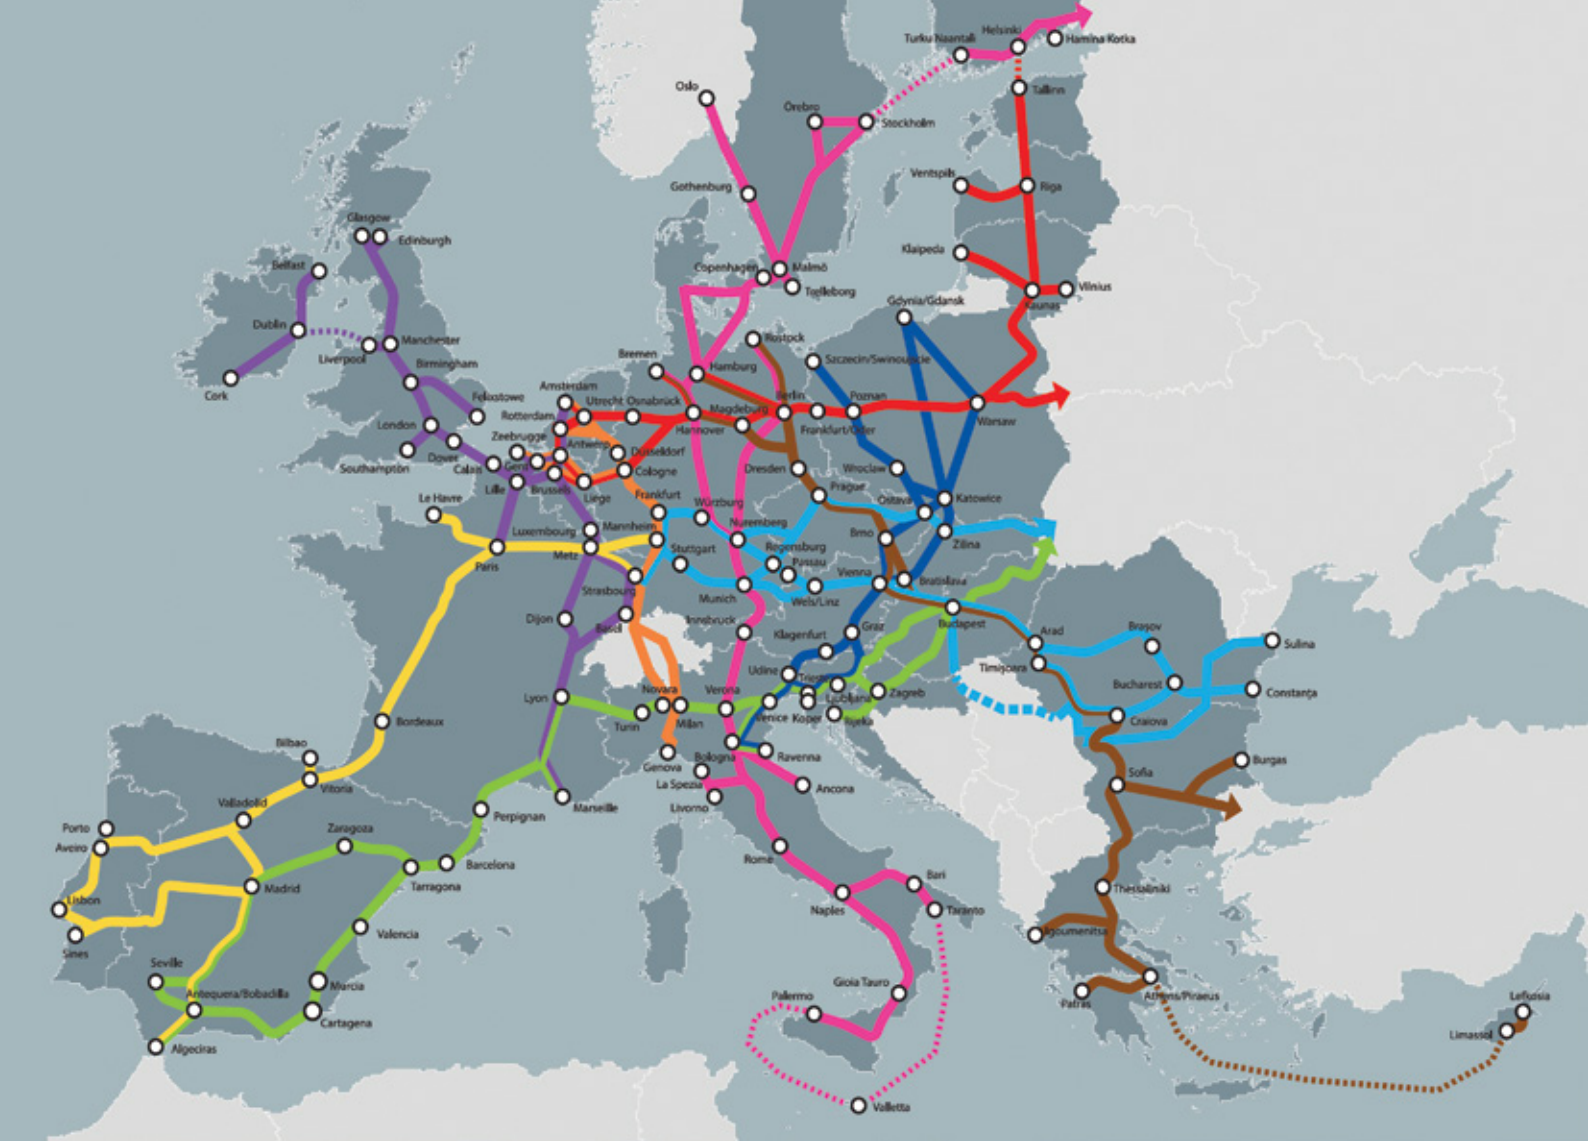 Helsinki
Turku Naantali
Hamina Kotka
Oslo
Tallinn
Örebro
Stockholm
Ventspils
Riga
Gothenburg
Glasgow
Edinburgh
Klaipeda
Belfast
Copenhagen
Malmö
Trelleborg
Vilnius
Kaunas
Gdynia/Gdansk
Dublin
Liverpool
Manchester
Rostock
Bremen
Szczecin/Swinoujscie
Birmingham
Hamburg
Cork
Amsterdam
Felixstowe
Utrecht
Osnabrück
Berlin
Poznan
Rotterdam
Magdeburg
London
Hannover
Frankfurt/Oder
Warsaw
Zeebrugge
Antwerp
Düsseldorf
Dover
Southampton
Calais
Gent
Cologne
Dresden
Wroclaw
Lille
Brussels
Liege
Frankfurt
Prague
Ostava
Katowice
Le Havre
Würzburg
Luxembourg
Mannheim
Nuremberg
Brno
Zilina
Paris
Metz
Stuttgart
Regensburg
Passau
Vienna
Bratislava
Strasbourg
Munich
Wels/Linz
Dijon
Basel
Innsbruck
Klagenfurt
Graz
Budapest
Arad
Braşov
Sulina
Timişoara
Udine
Trieste
Bucharest
Constanţa
Lyon
Novara
Verona
Ljubljana
Zagreb
Turin
Milan
Venice
Koper
Rijeka
Craiova
Bordeaux
Bilbao
Genova
Bologna
Ravenna
Sofia
Burgas
Vitoria
La Spezia
Ancona
Valladolid
Livorno
Marseille
Perpignan
Porto
Aveiro
Zaragoza
Rome
Barcelona
Madrid
Tarragona
Bari
Thessaliniki
Lisbon
Naples
Taranto
Sines
Valencia
Igoumenitsa
Seville
Murcia
Gioia Tauro
Antequera/Bobadilla
Palermo
Patras
Athens/Piraeus
Lefkosia
Cartagena
Limassol
Algeciras
Valletta